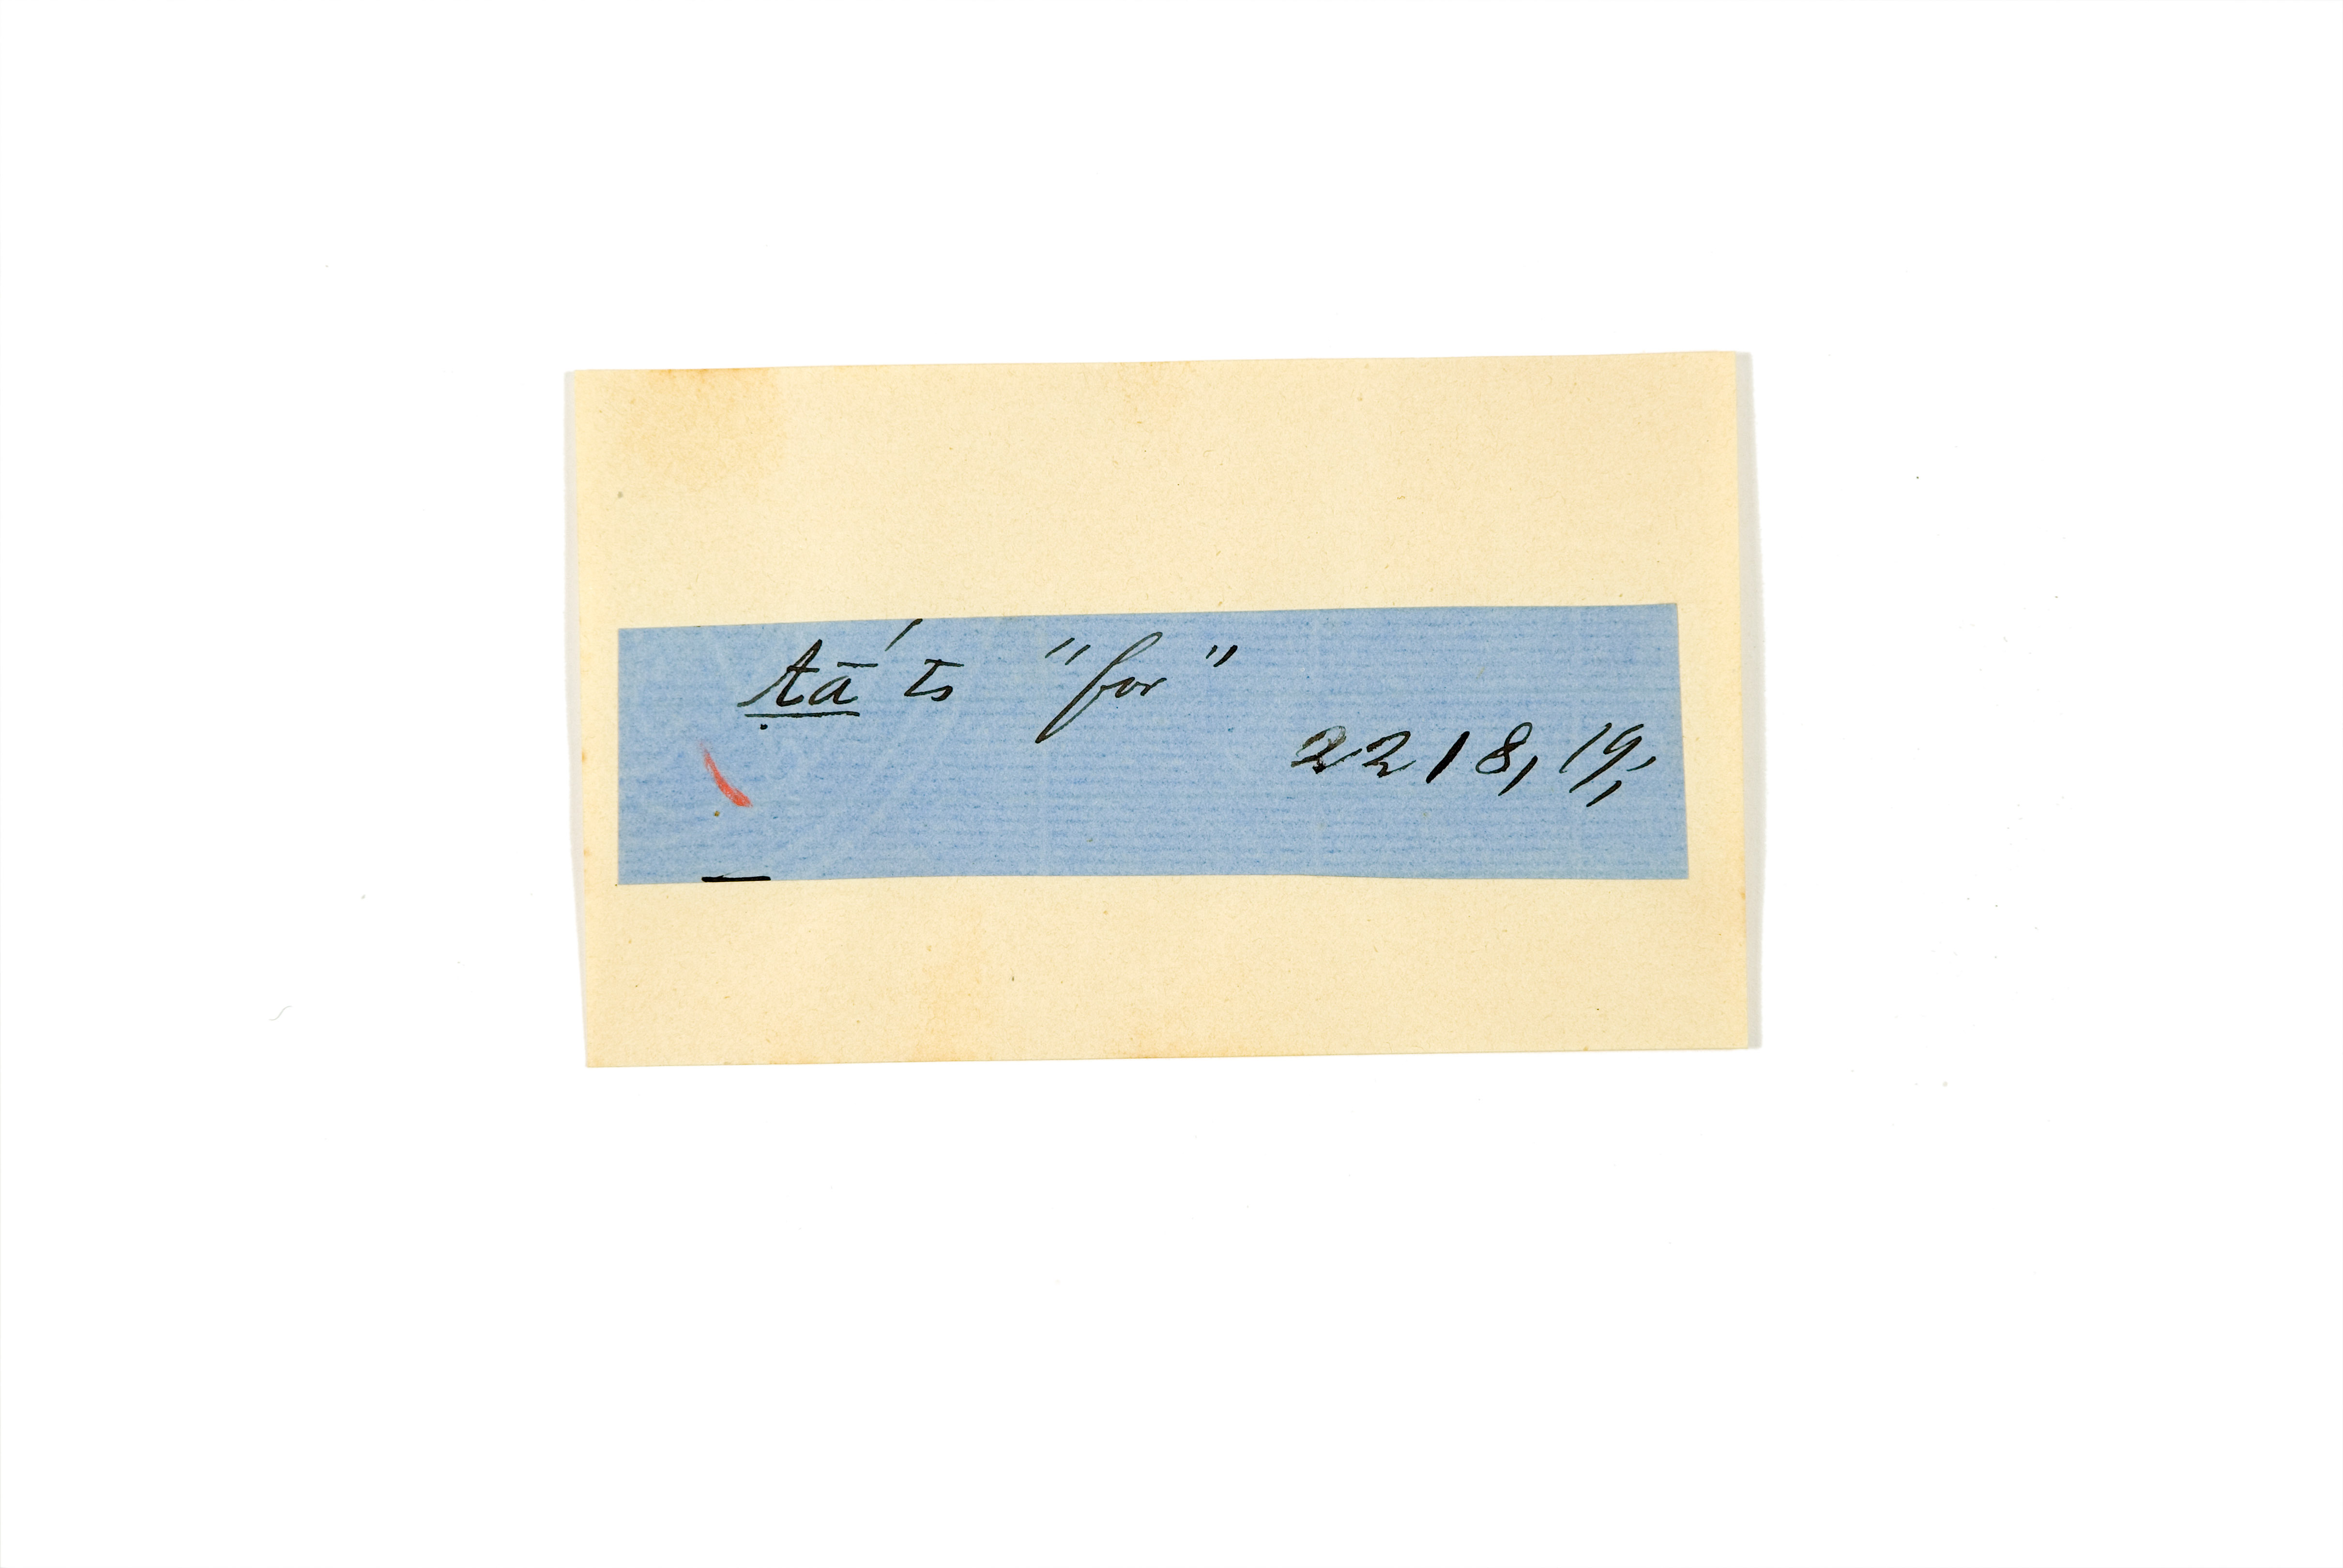 tā' ts "for"
2218, 19;